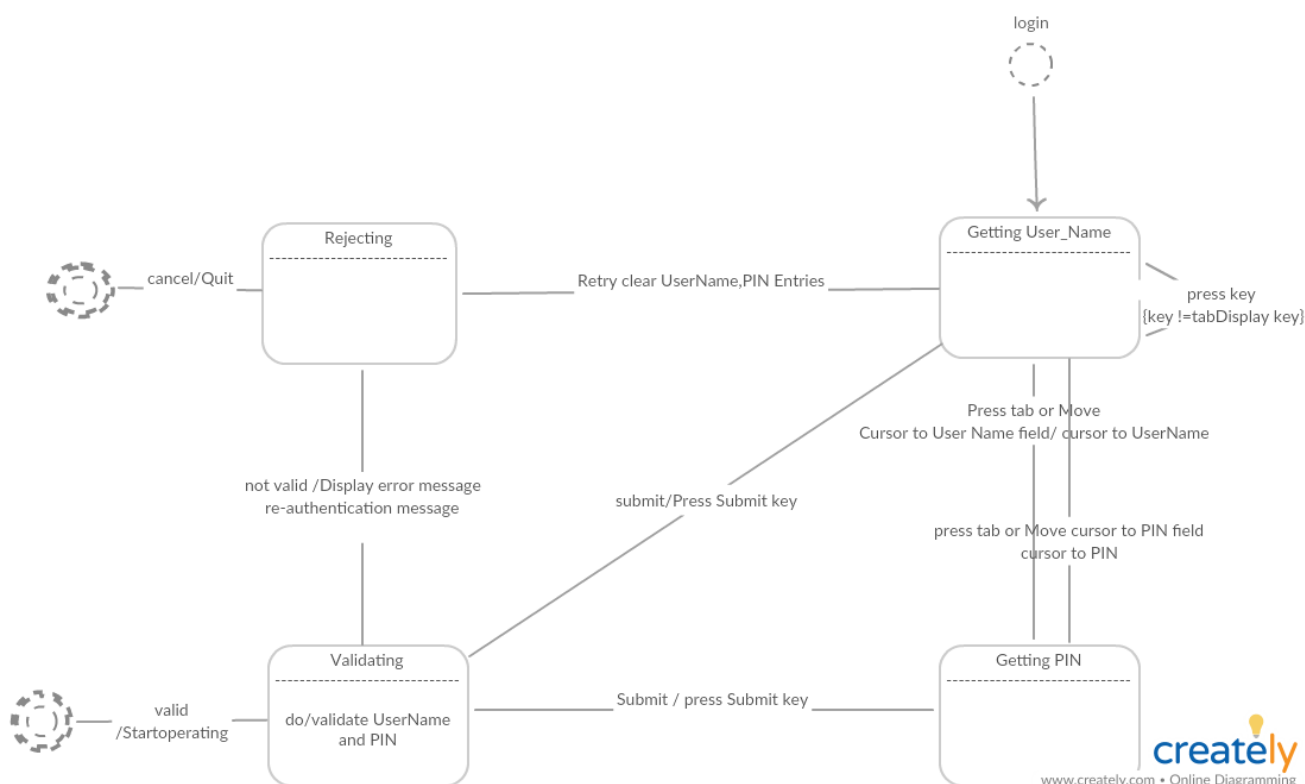 login
Rejecting
Getting User_Name
cancel/Quit
Retry clear UserName,PIN Entries
press key
{key !=tabDisplay key}
Press tab or Move
Cursor to User Name field/ cursor to UserName
not valid /Display error message
re-authentication message
submit/Press Submit key
press tab or Move cursor to PIN field
cursor to PIN
Validating
Getting PIN
valid
/Startoperating
do/validate UserName
and PIN
Submit / press Submit key
creately
www.creately.com • Online Diagramming